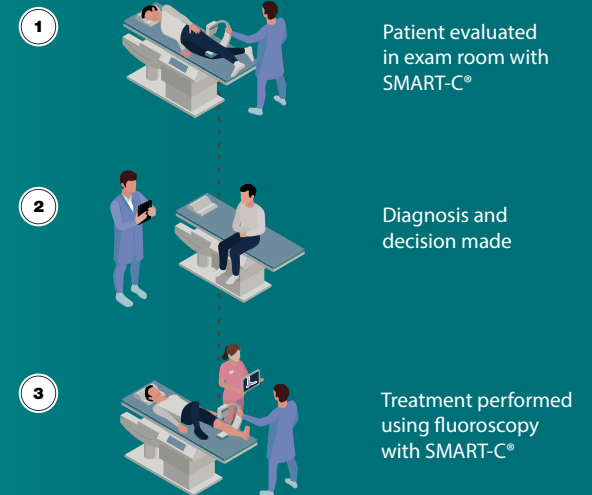 1
Patient evaluated
in exam room with
SMART-C®
2
Diagnosis and
decision made
3
Treatment performed
using fluoroscopy
with SMART-C®